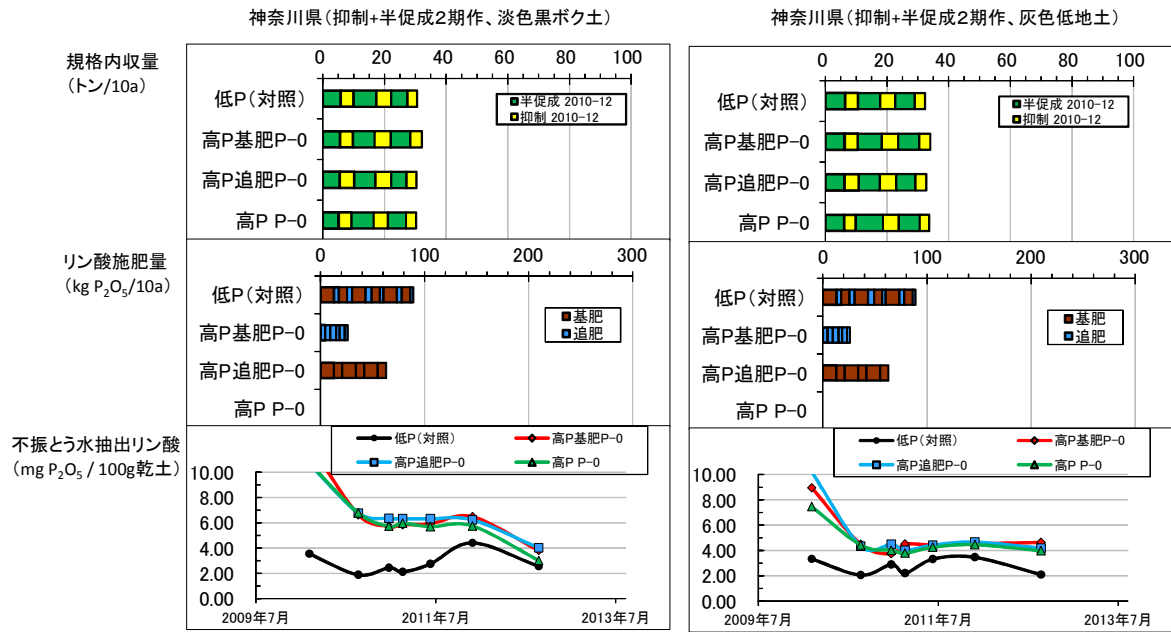 神奈川県(抑制+半促成2期作、淡色黒ボク土)
神奈川県(抑制+半促成2期作、灰色低地土)
規格内収量
(トン/10a)
0 20 40 60 80 100
低P(対照)
高P基肥P-0
高P追肥P-0
高P P-0
半促成 2010-12
抑制 2010-12
0 20 40 60 80 100
低P(対照)
高P基肥P-0
高P追肥P-0
高P P-0
半促成 2010-12
抑制 2010-12
リン酸施肥量
(kg P₂O₅/10a)
0 100 200 300
低P(対照)
高P基肥P-0
高P追肥P-0
高P P-0
基肥
追肥
0 100 200 300
低P(対照)
高P基肥P-0
高P追肥P-0
高P P-0
基肥
追肥
不振とう水抽出リン酸
(mg P₂O₅ / 100g乾土)
低P(対照) 高P基肥P-0
高P追肥P-0 高P P-0
10.00
8.00
6.00
4.00
2.00
0.00
2009年7月 2011年7月 2013年7月
低P(対照) 高P基肥P-0
高P追肥P-0 高P P-0
10.00
8.00
6.00
4.00
2.00
0.00
2009年7月 2011年7月 2013年7月